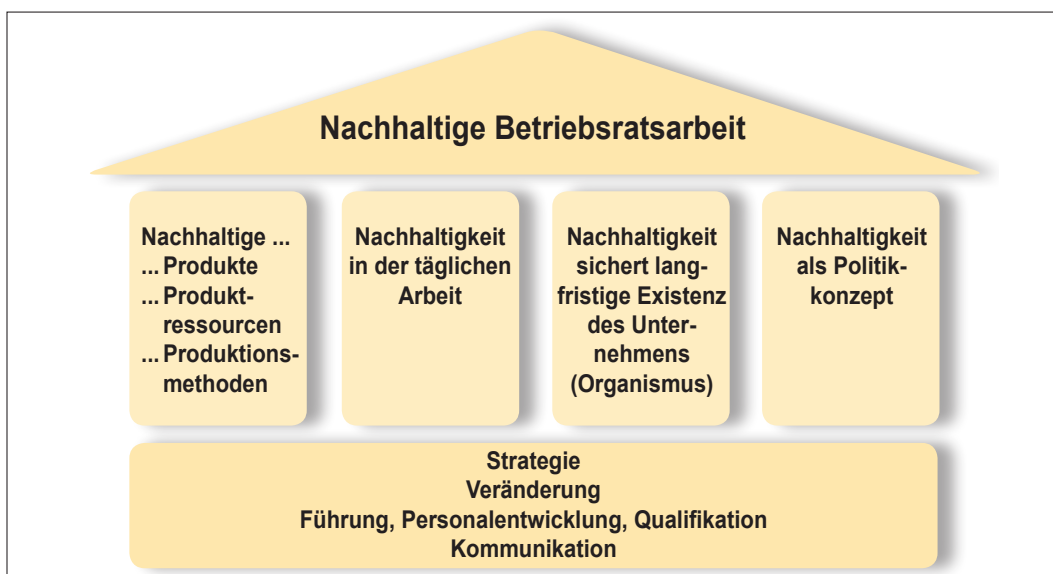 Nachhaltige Betriebsratsarbeit
Nachhaltige ...
... Produkte
... Produkt-
ressourcen
... Produktions-
methoden
Nachhaltigkeit
in der täglichen
Arbeit
Nachhaltigkeit
sichert lang-
fristige Existenz
des Unter-
nehmens
(Organismus)
Nachhaltigkeit
als Politik-
konzept
Strategie
Veränderung
Führung, Personalentwicklung, Qualifikation
Kommunikation